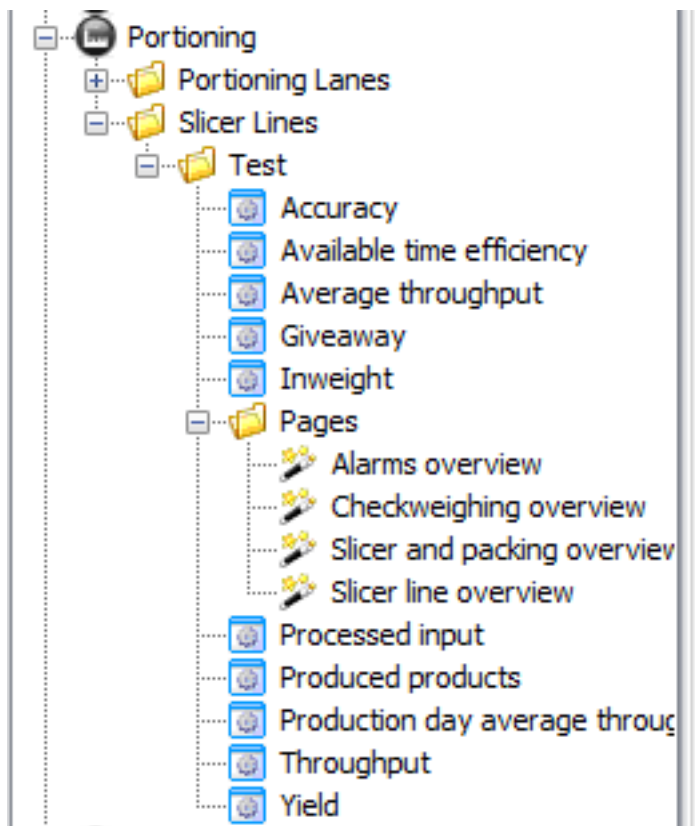 Portioning
Portioning Lanes
Slicer Lines
Test
Accuracy
Available time efficiency
Average throughput
Giveaway
Inweight
Pages
Alarms overview
Checkweighing overview
Slicer and packing overview
Slicer line overview
Processed input
Produced products
Production day average throug
Throughput
Yield